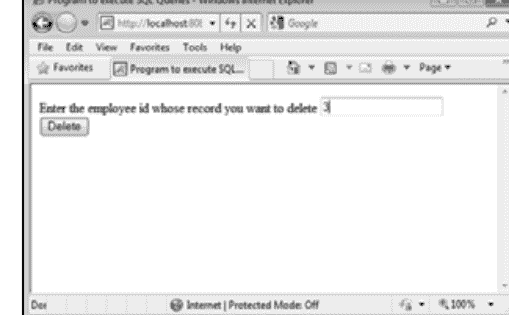 Program to execute SQL Queries - Windows Internet Explorer
http://localhost:808
Google
File Edit View Favorites Tools Help
Favorites Program to execute SQL... Page
Enter the employee id whose record you want to delete 3
Delete
Internet | Protected Mode: Off 100%